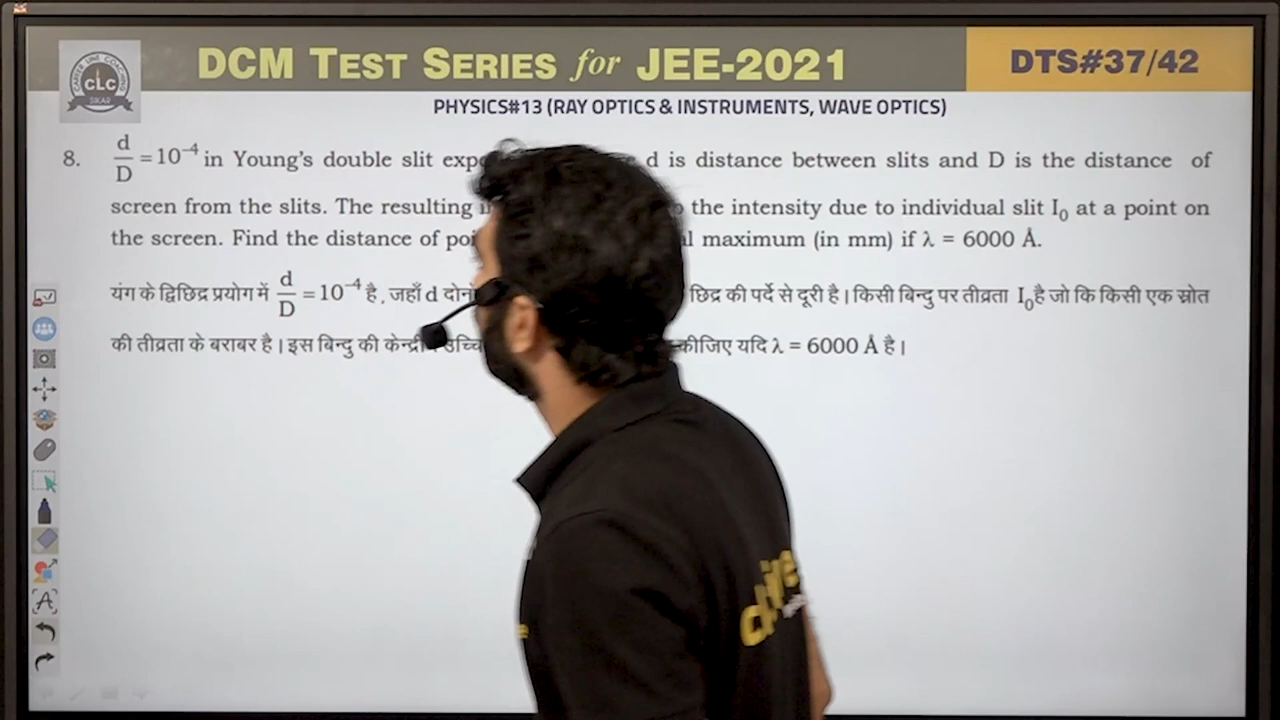 DCM TEST SERIES for JEE-2021
DTS#37/42
CLC
SIKAR
PHYSICS#13 (RAY OPTICS & INSTRUMENTS, WAVE OPTICS)
8. d/D = 10⁻⁴ in Young's double slit d is distance between slits and D is the distance of
screen from the slits. The resulting the intensity due to individual slit I₀ at a point on
the screen. Find the distance of maximum (in mm) if λ = 6000 Å.
यंग के द्विछिद्र प्रयोग में d/D = 10⁻⁴ है, जहाँ d छिद्र की पर्दे से दूरी है। किसी बिन्दु पर तीव्रता I₀ है जो कि किसी एक स्रोत
की तीव्रता के बराबर है। इस बिन्दु की कीजिए यदि λ = 6000 Å है।